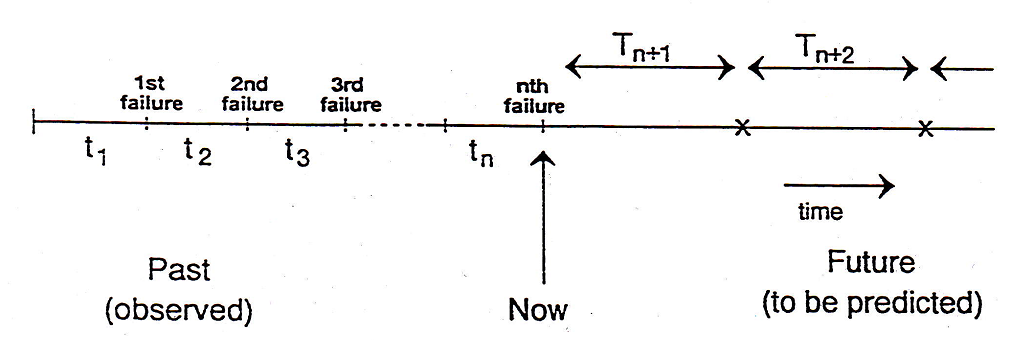 Tn+1
Tn+2
1st
failure
2nd
failure
3rd
failure
nth
failure
t1
t2
t3
tn
time
Past
(observed)
Now
Future
(to be predicted)